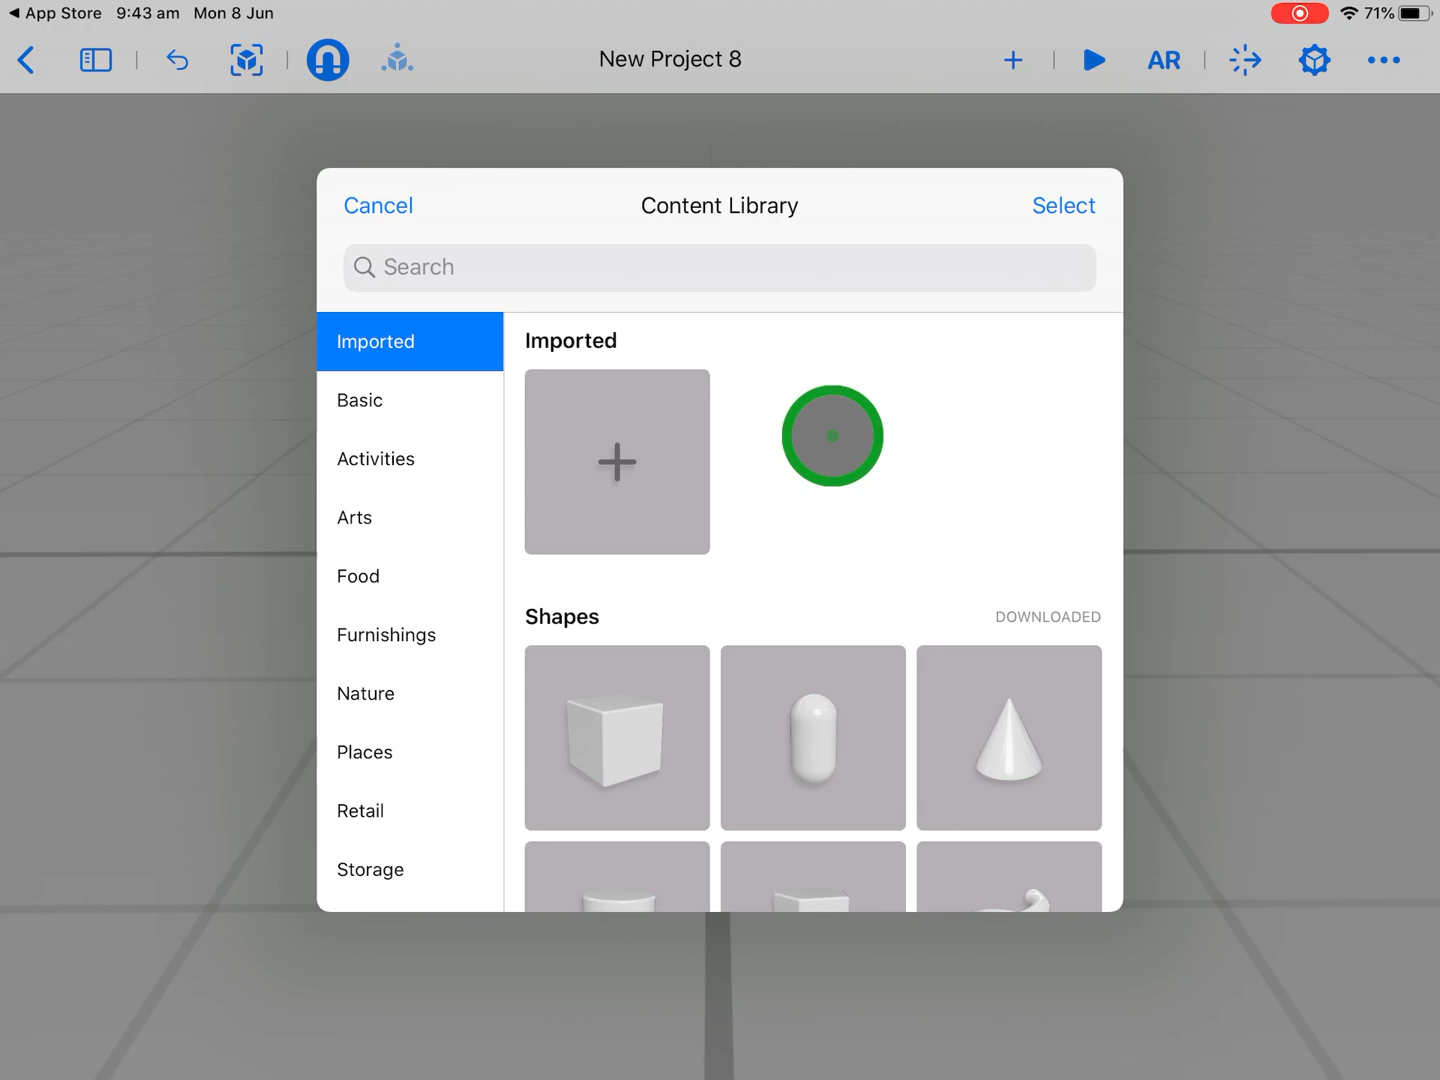 App Store 9:43 am Mon 8 Jun 71%
New Project 8
AR
Cancel Content Library Select
Search
Imported
Basic
Activities
Arts
Food
Furnishings
Nature
Places
Retail
Storage
Imported
Shapes DOWNLOADED